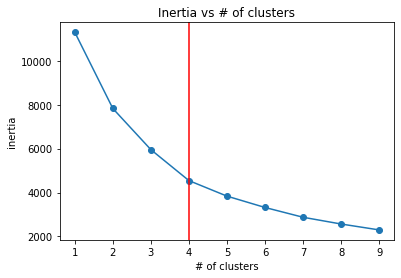 Inertia vs # of clusters
10000
8000
6000
4000
2000
inertia
1 2 3 4 5 6 7 8 9
# of clusters